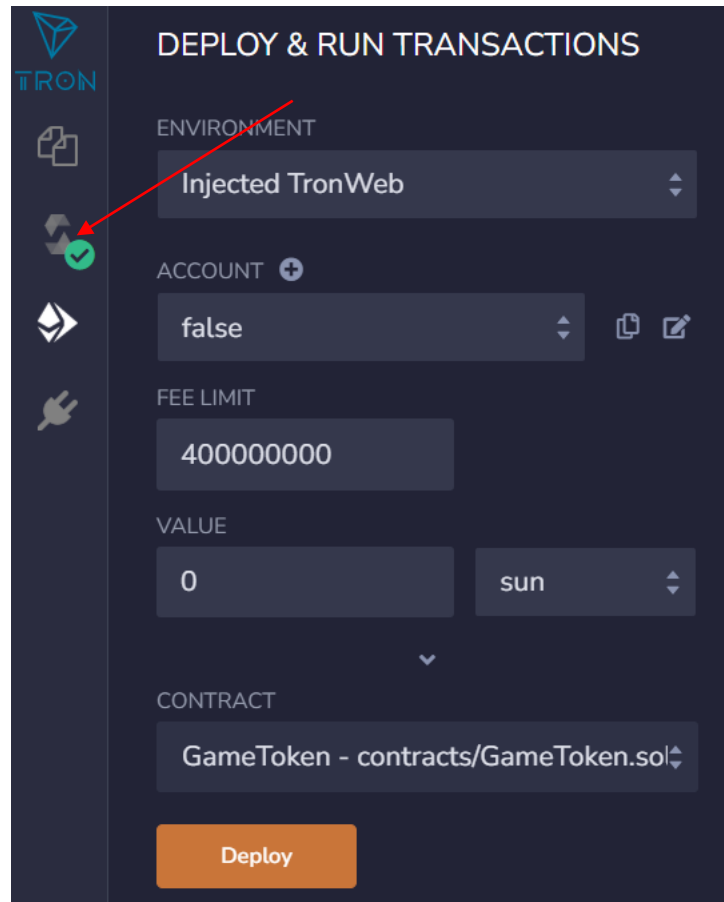 TRON
DEPLOY & RUN TRANSACTIONS
ENVIRONMENT
Injected TronWeb
ACCOUNT
false
FEE LIMIT
400000000
VALUE
0 sun
CONTRACT
GameToken - contracts/GameToken.sol
Deploy